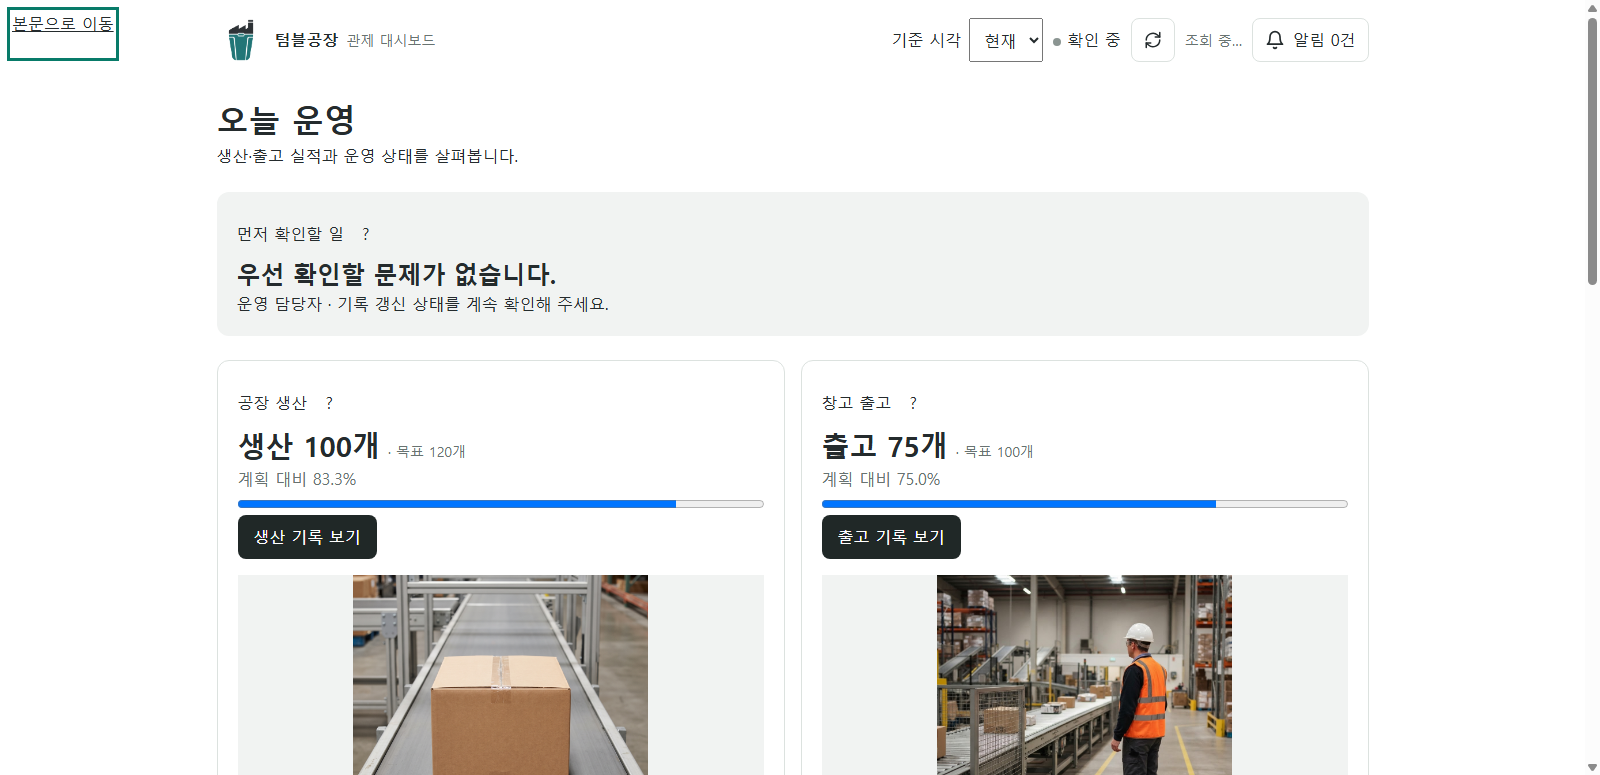 본문으로 이동
텀블공장 관제 대시보드 기준 시각 현재 확인 중 조회 중... 알림 0건
오늘 운영
생산·출고 실적과 운영 상태를 살펴봅니다.
먼저 확인할 일 ?
우선 확인할 문제가 없습니다.
운영 담당자 · 기록 갱신 상태를 계속 확인해 주세요.
공장 생산 ?
생산 100개 · 목표 120개
계획 대비 83.3%
생산 기록 보기
창고 출고 ?
출고 75개 · 목표 100개
계획 대비 75.0%
출고 기록 보기